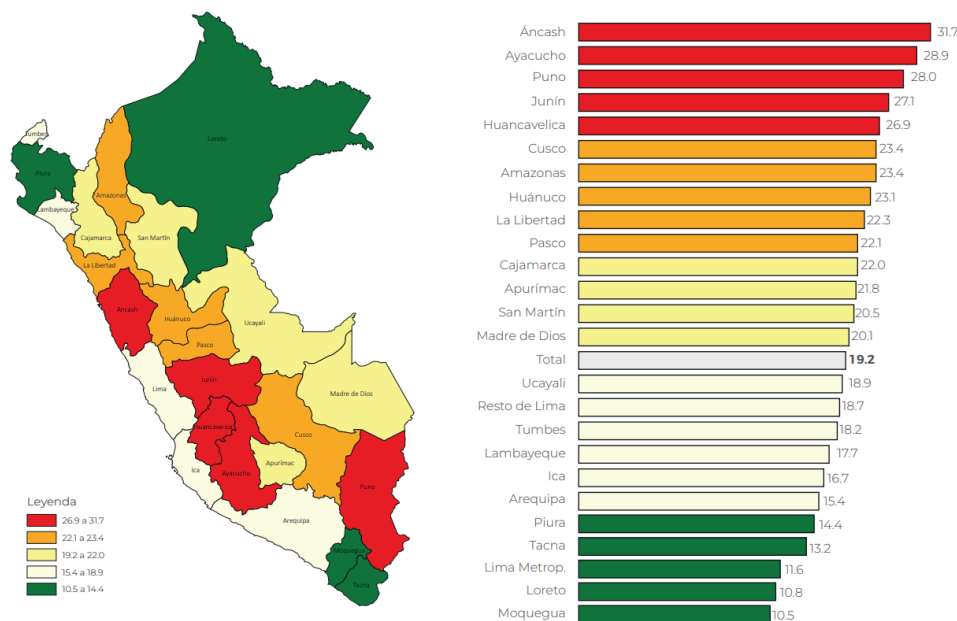 Loreto
Tumbes
Piura
Amazonas
Lambayeque
San Martín
Cajamarca
La Libertad
Ancash
Huánuco
Ucayali
Pasco
Junín
Lima
Madre de Dios
Huancavelica
Cusco
Apurímac
Ica
Ayacucho
Puno
Arequipa
Moquegua
Tacna
Leyenda
26.9 a 31.7
22.1 a 23.4
19.2 a 22.0
15.4 a 18.9
10.5 a 14.4
Áncash 31.7
Ayacucho 28.9
Puno 28.0
Junín 27.1
Huancavelica 26.9
Cusco 23.4
Amazonas 23.4
Huánuco 23.1
La Libertad 22.3
Pasco 22.1
Cajamarca 22.0
Apurímac 21.8
San Martín 20.5
Madre de Dios 20.1
Total 19.2
Ucayali 18.9
Resto de Lima 18.7
Tumbes 18.2
Lambayeque 17.7
Ica 16.7
Arequipa 15.4
Piura 14.4
Tacna 13.2
Lima Metrop. 11.6
Loreto 10.8
Moquegua 10.5